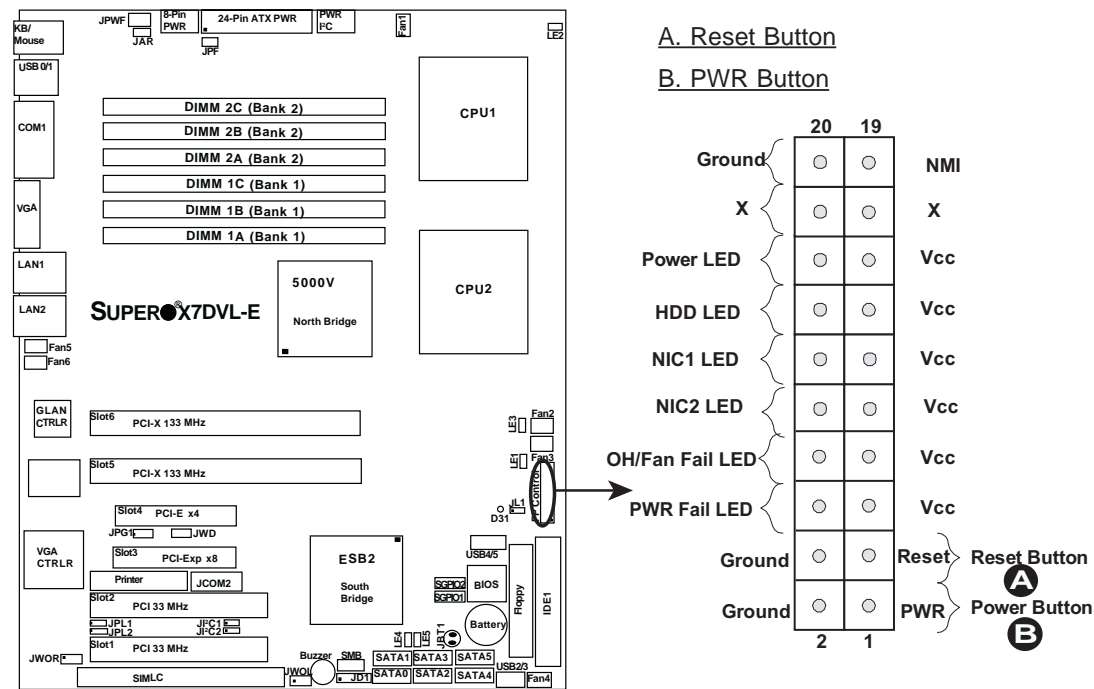 KB/
Mouse
JPWF
JAR
8-Pin
PWR
24-Pin ATX PWR
JPF
PWR
I²C
Fan1
LE2
USB 0/1
COM1
VGA
LAN1
LAN2
Fan5
Fan6
DIMM 2C (Bank 2)
DIMM 2B (Bank 2)
DIMM 2A (Bank 2)
DIMM 1C (Bank 1)
DIMM 1B (Bank 1)
DIMM 1A (Bank 1)
CPU1
CPU2
5000V
North Bridge
SUPER®X7DVL-E
GLAN
CTRLR
Slot6
PCI-X 133 MHz
Slot5
PCI-X 133 MHz
Slot4
PCI-E x4
JPG1
JWD
VGA
CTRLR
Slot3
PCI-Exp x8
Printer
JCOM2
Slot2
PCI 33 MHz
JPL1
JPL2
JI²C1
JI²C2
Slot1
PCI 33 MHz
JWOR
SIMLC
JWOL
Buzzer
SMB
JD1
ESB2
South
Bridge
LE3
Fan2
Fan3
LE1
FP Control
JL1
D31
USB4/5
SGPIO2
SGPIO1
BIOS
Battery
Floppy
IDE1
LE4
LE5
JBT1
SATA1
SATA3
SATA5
SATA0
SATA2
SATA4
USB2/3
Fan4
A. Reset Button
B. PWR Button
20 19
Ground NMI
X X
Power LED Vcc
HDD LED Vcc
NIC1 LED Vcc
NIC2 LED Vcc
OH/Fan Fail LED Vcc
PWR Fail LED Vcc
Ground Reset Reset Button
A
Ground PWR Power Button
B
2 1